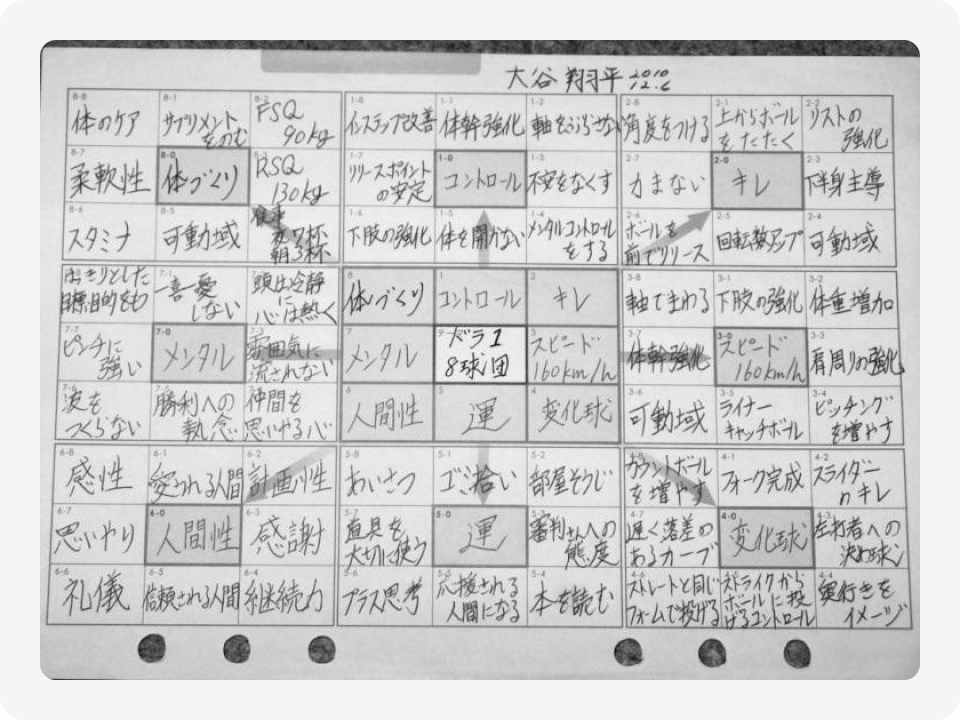 大谷 翔平 2010
12.6
8-8
体のケア
8-1
サプリメント
をのむ
8-2
FSQ
90kg
8-7
柔軟性
8-0
体づくり
8-3
RSQ
130kg
8-6
スタミナ
8-5
可動域
食事
夜7杯
朝3杯
1-8
インステップ改善
1-1
体幹強化
1-2
軸をぶらさない
1-7
リリースポイント
の安定
1-0
コントロール
1-3
不安をなくす
1-6
下肢の強化
1-5
体を開かない
1-4
メンタルコントロール
をする
2-8
角度をつける
2-1
上からボール
をたたく
2-2
リストの
強化
2-7
力まない
2-0
キレ
2-3
下半身主導
2-6
ボールを
前でリリース
2-5
回転数アップ
2-4
可動域
はっきりとした
目標、目的をもつ
7-1
一喜一憂
しない
頭は冷静
に
心は熱く
7-7
ピンチに
強い
7-0
メンタル
7-3
雰囲気に
流されない
7-6
波を
つくらない
7-5
勝利への
執念
仲間を
思いやる心
8
体づくり
1
コントロール
2
キレ
7
メンタル
9
ドラ1
8球団
3
スピード
160km/h
6
人間性
5
運
4
変化球
3-8
軸でまわる
3-1
下肢の強化
3-2
体重増加
3-7
体幹強化
3-0
スピード
160km/h
3-3
肩周りの強化
3-6
可動域
3-5
ライナー
キャッチボール
3-4
ピッチング
を増やす
6-8
感性
6-1
愛される人間
6-2
計画性
6-7
思いやり
6-0
人間性
6-3
感謝
6-6
礼儀
6-5
信頼される人間
6-4
継続力
5-8
あいさつ
5-1
ゴミ拾い
5-2
部屋そうじ
5-7
道具を
大切に使う
5-0
運
5-3
審判さんへの
態度
5-6
プラス思考
5-5
応援される
人間になる
5-4
本を読む
4-8
カウントボール
を増やす
4-1
フォーク完成
4-2
スライダー
のキレ
4-7
遅く落差の
あるカーブ
4-0
変化球
4-3
左打者への
決め球
4-6
ストレートと同じ
フォームで投げる
ストライクから
ボールに投
げるコントロール
4-4
奥行きを
イメージ